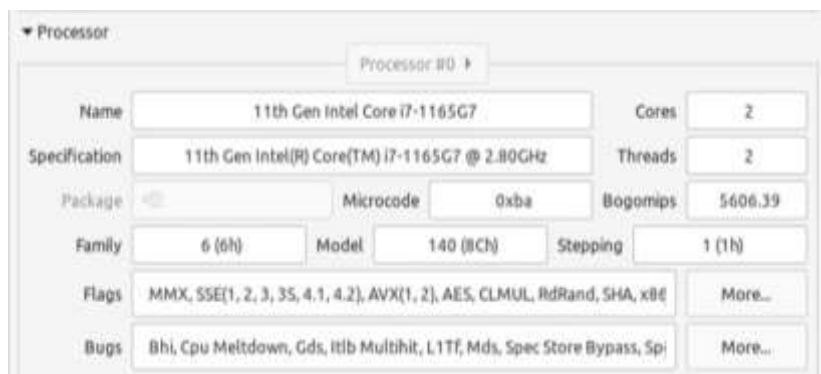 ▾ Processor
Processor #0 ▸
Name 11th Gen Intel Core i7-1165G7 Cores 2
Specification 11th Gen Intel(R) Core(TM) i7-1165G7 @ 2.80GHz Threads 2
Package Microcode 0xba Bogomips 5606.39
Family 6 (6h) Model 140 (8Ch) Stepping 1 (1h)
Flags MMX, SSE(1, 2, 3, 3S, 4.1, 4.2), AVX(1, 2), AES, CLMUL, RdRand, SHA, x86 More...
Bugs Bhi, Cpu Meltdown, Gds, Itlb Multihit, L1Tf, Mds, Spec Store Bypass, Sp More...